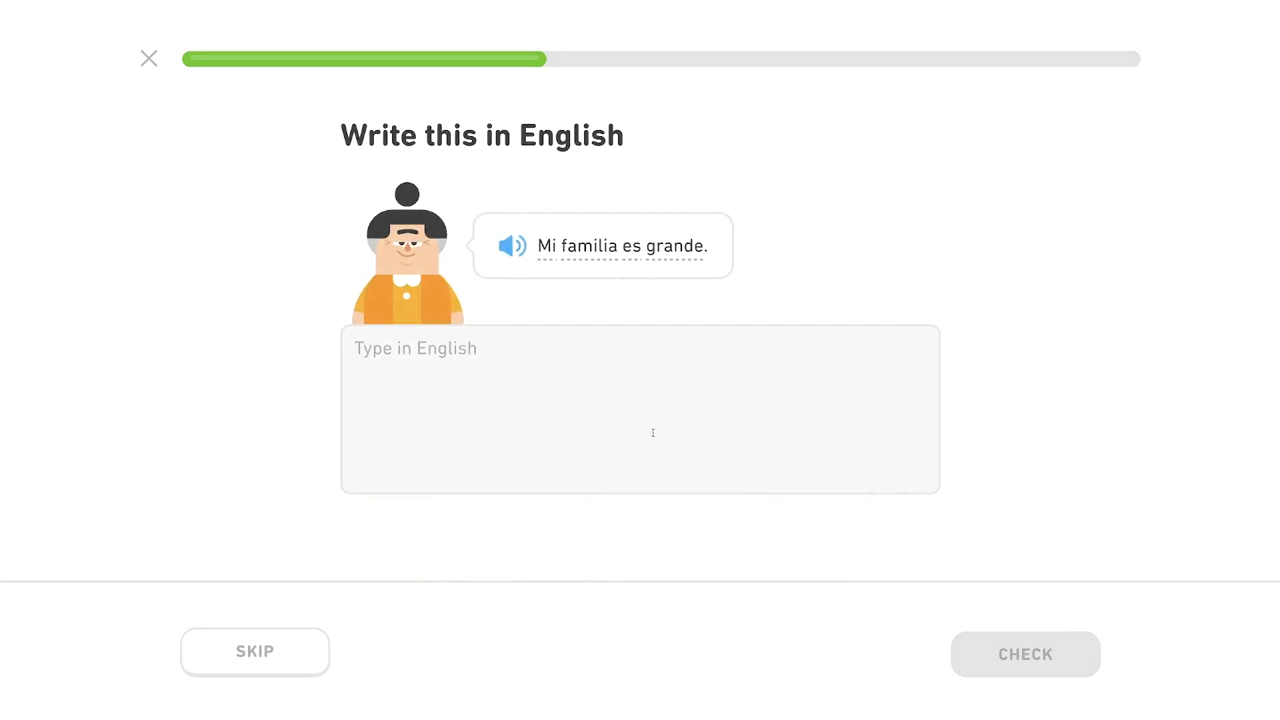 Write this in English
Mi familia es grande.
Type in English
SKIP
CHECK